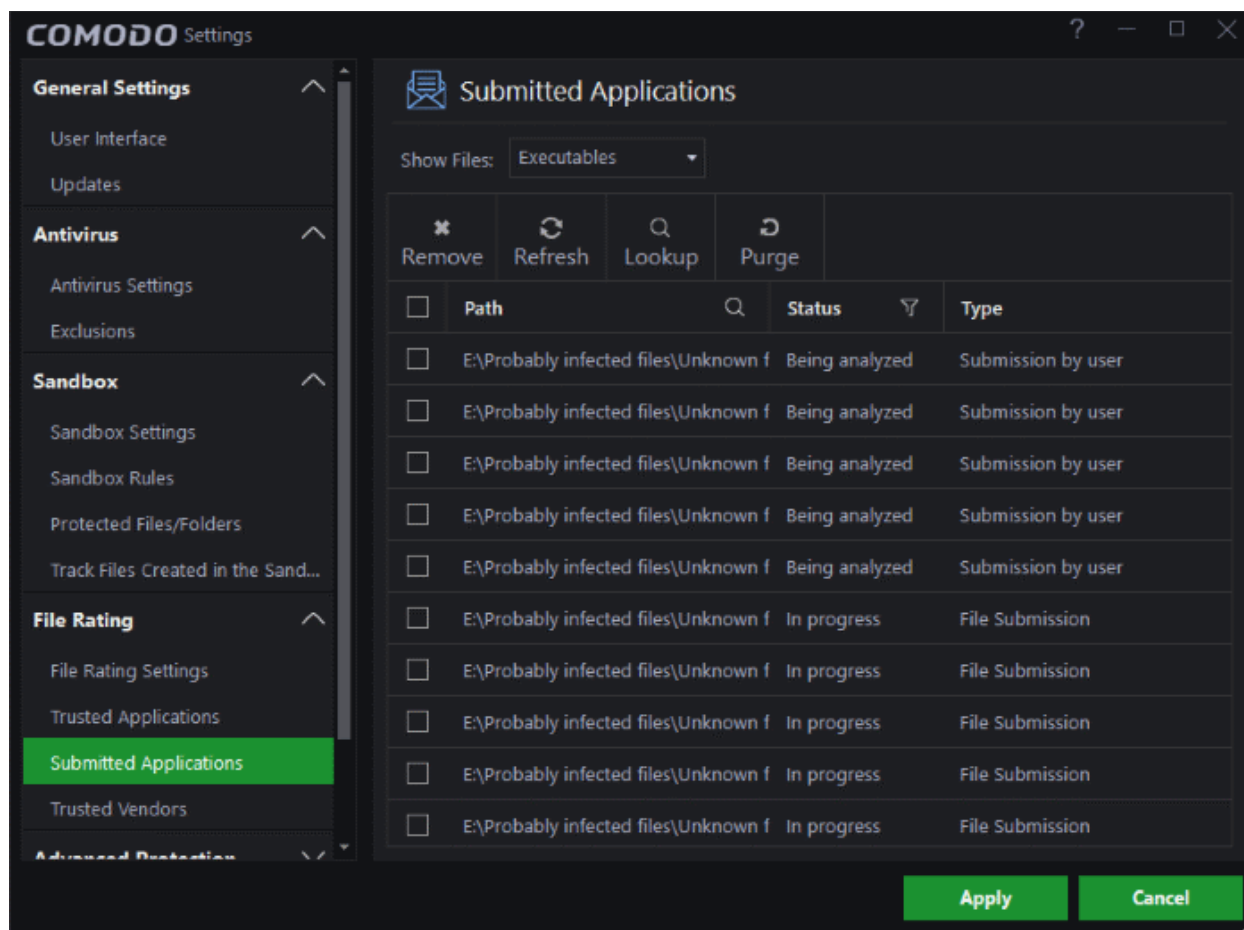 COMODO Settings
?
General Settings
User Interface
Updates
Antivirus
Antivirus Settings
Exclusions
Sandbox
Sandbox Settings
Sandbox Rules
Protected Files/Folders
Track Files Created in the Sand...
File Rating
File Rating Settings
Trusted Applications
Submitted Applications
Trusted Vendors
Advanced Protection
Submitted Applications
Show Files: Executables
Remove Refresh Lookup Purge
Path Status Type
E:\Probably infected files\Unknown f Being analyzed Submission by user
E:\Probably infected files\Unknown f Being analyzed Submission by user
E:\Probably infected files\Unknown f Being analyzed Submission by user
E:\Probably infected files\Unknown f Being analyzed Submission by user
E:\Probably infected files\Unknown f Being analyzed Submission by user
E:\Probably infected files\Unknown f In progress File Submission
E:\Probably infected files\Unknown f In progress File Submission
E:\Probably infected files\Unknown f In progress File Submission
E:\Probably infected files\Unknown f In progress File Submission
E:\Probably infected files\Unknown f In progress File Submission
Apply Cancel